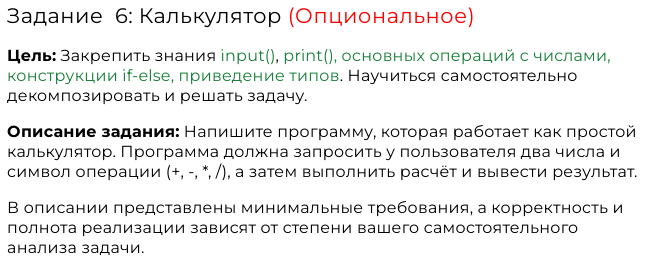 Задание 6: Калькулятор (Опциональное)
Цель: Закрепить знания input(), print(), основных операций с числами,
конструкции if-else, приведение типов. Научиться самостоятельно
декомпозировать и решать задачу.
Описание задания: Напишите программу, которая работает как простой
калькулятор. Программа должна запросить у пользователя два числа и
символ операции (+, -, *, /), а затем выполнить расчёт и вывести результат.
В описании представлены минимальные требования, а корректность и
полнота реализации зависят от степени вашего самостоятельного
анализа задачи.